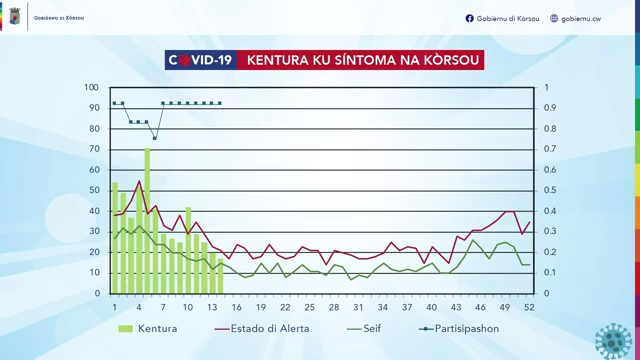 GOBIÈRNU DI KÒRSOU
Gobièrnu di Kòrsou gobiernu.cw
COVID-19 KENTURA KU SÍNTOMA NA KÒRSOU
100 1
90 0.9
80 0.8
70 0.7
60 0.6
50 0.5
40 0.4
30 0.3
20 0.2
10 0.1
0 0
1 4 7 10 13 16 19 22 25 28 31 34 37 40 43 46 49 52
Kentura Estado di Alerta Seif Partisipashon